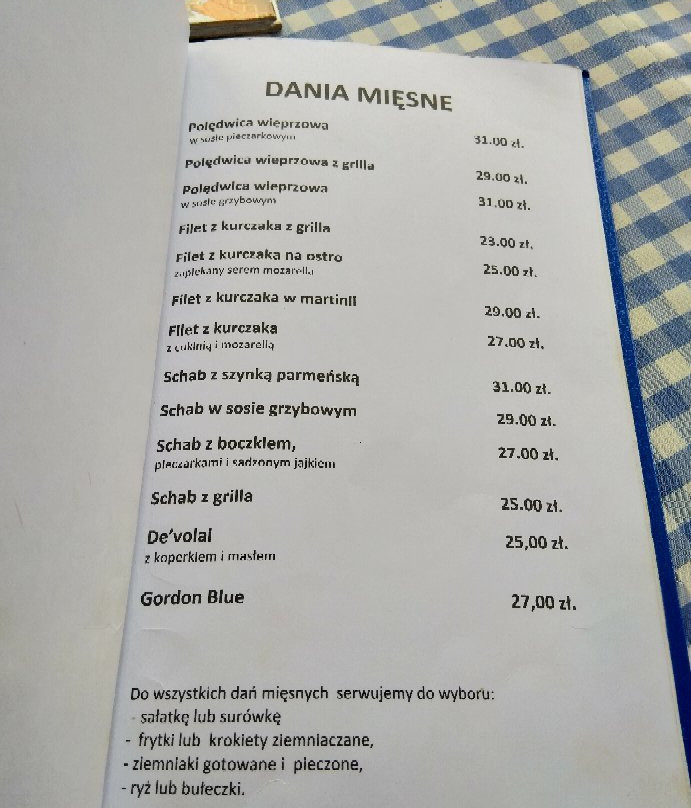 DANIA MIĘSNE
Polędwica wieprzowa
w sosie pieczarkowym 31.00 zł.
Polędwica wieprzowa z grilla 29.00 zł.
Polędwica wieprzowa
w sosie grzybowym 31.00 zł.
Filet z kurczaka z grilla 23.00 zł.
Filet z kurczaka na ostro
zapiekany serem mozarella 25.00 zł.
Filet z kurczaka w martinii 29.00 zł.
Filet z kurczaka
z cukinią i mozarellą 27.00 zł.
Schab z szynką parmeńską 31.00 zł.
Schab w sosie grzybowym 29.00 zł.
Schab z boczkiem, 27.00 zł.
pieczarkami i sadzonym jajkiem
Schab z grilla 25.00 zł.
De'volai 25,00 zł.
z koperkiem i masłem
Gordon Blue 27,00 zł.
Do wszystkich dań mięsnych serwujemy do wyboru:
- sałatkę lub surówkę
- frytki lub krokiety ziemniaczane,
- ziemniaki gotowane i pieczone,
- ryż lub bułeczki.